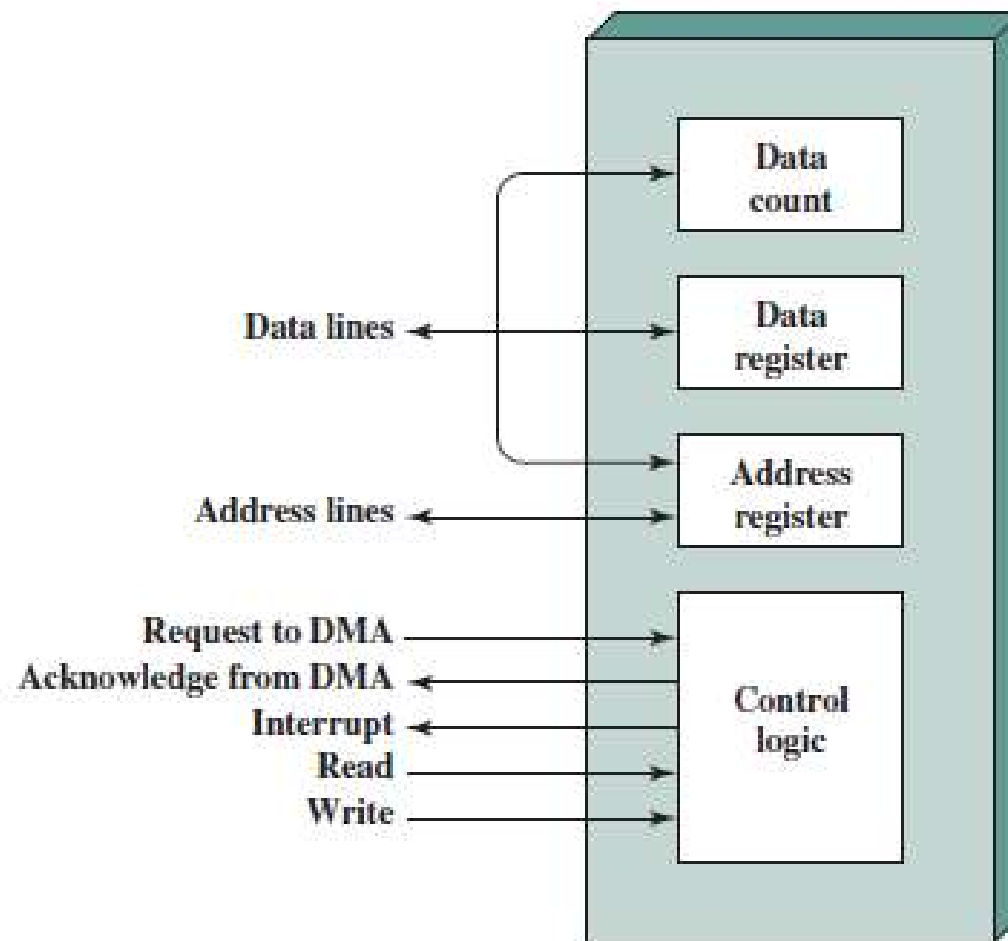 Data
count
Data lines
Data
register
Address
register
Address lines
Request to DMA
Acknowledge from DMA
Interrupt
Read
Write
Control
logic